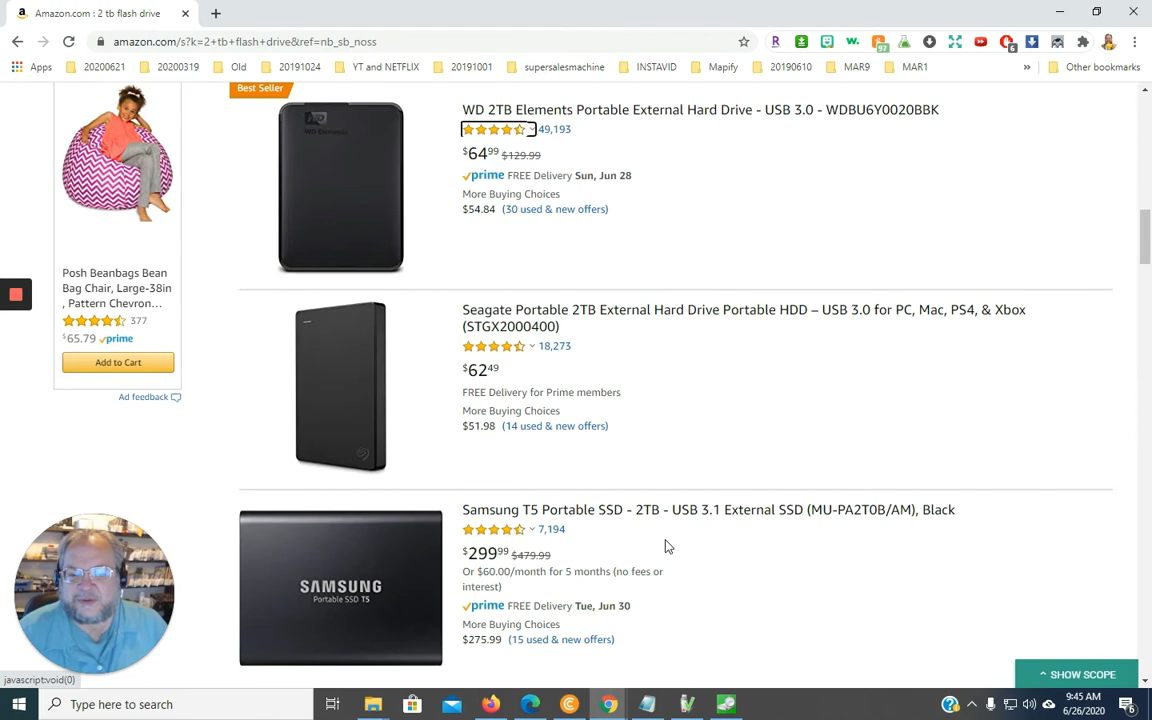 Amazon.com : 2 tb flash drive
amazon.com/s?k=2+tb+flash+drive&ref=nb_sb_noss
97
6
Apps
20200621
20200319
Old
20191024
YT and NETFLIX
20191001
supersalesmachine
INSTAVID
Mapify
20190610
MAR9
MAR1
»
Other bookmarks
Best Seller
WD
WD Elements
WD 2TB Elements Portable External Hard Drive - USB 3.0 - WDBU6Y0020BBK
49,193
$64 99 $129.99
prime FREE Delivery Sun, Jun 28
More Buying Choices
$54.84 (30 used & new offers)
Posh Beanbags Bean
Bag Chair, Large-38in
, Pattern Chevron...
377
$65.79 prime
Add to Cart
Ad feedback
Seagate Portable 2TB External Hard Drive Portable HDD – USB 3.0 for PC, Mac, PS4, & Xbox
(STGX2000400)
18,273
$62 49
FREE Delivery for Prime members
More Buying Choices
$51.98 (14 used & new offers)
SAMSUNG
Portable SSD T5
Samsung T5 Portable SSD - 2TB - USB 3.1 External SSD (MU-PA2T0B/AM), Black
7,194
$299 99 $479.99
Or $60.00/month for 5 months (no fees or
interest)
prime FREE Delivery Tue, Jun 30
More Buying Choices
$275.99 (15 used & new offers)
javascript:void(0)
SHOW SCOPE
Type here to search
9:45 AM
6/26/2020
6